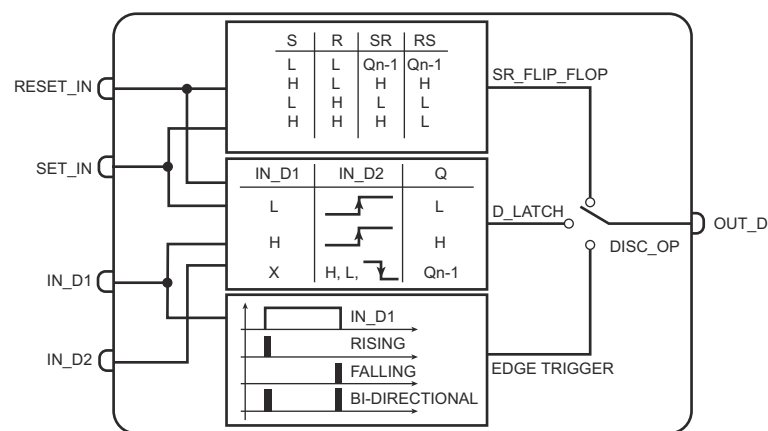 S R SR RS
L L Qn-1 Qn-1
H L H H
L H L L
H H H L
RESET_IN
SR_FLIP_FLOP
SET_IN
IN_D1 IN_D2 Q
L L
H H
X H, L, Qn-1
D_LATCH
OUT_D
DISC_OP
IN_D1
IN_D2
IN_D1
RISING
FALLING
BI-DIRECTIONAL
EDGE TRIGGER